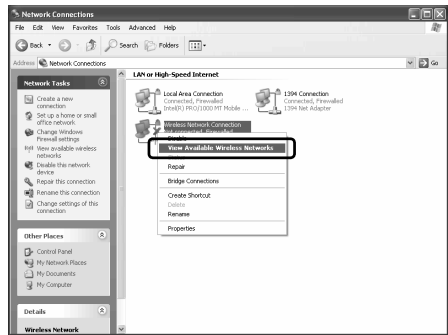 Network Connections
File Edit View Favorites Tools Advanced Help
Back Search Folders
Address Network Connections Go
Network Tasks
Create a new
connection
Set up a home or small
office network
Change Windows
Firewall settings
View available wireless
networks
Disable this network
device
Repair this connection
Rename this connection
Change settings of this
connection
Other Places
Control Panel
My Network Places
My Documents
My Computer
Details
Wireless Network
LAN or High-Speed Internet
Local Area Connection
Connected, Firewalled
Intel(R) PRO/1000 MT Mobile ...
1394 Connection
Connected, Firewalled
1394 Net Adapter
Wireless Network Connection
Not connected, Firewalled
View Available Wireless Networks
Repair
Bridge Connections
Create Shortcut
Delete
Rename
Properties